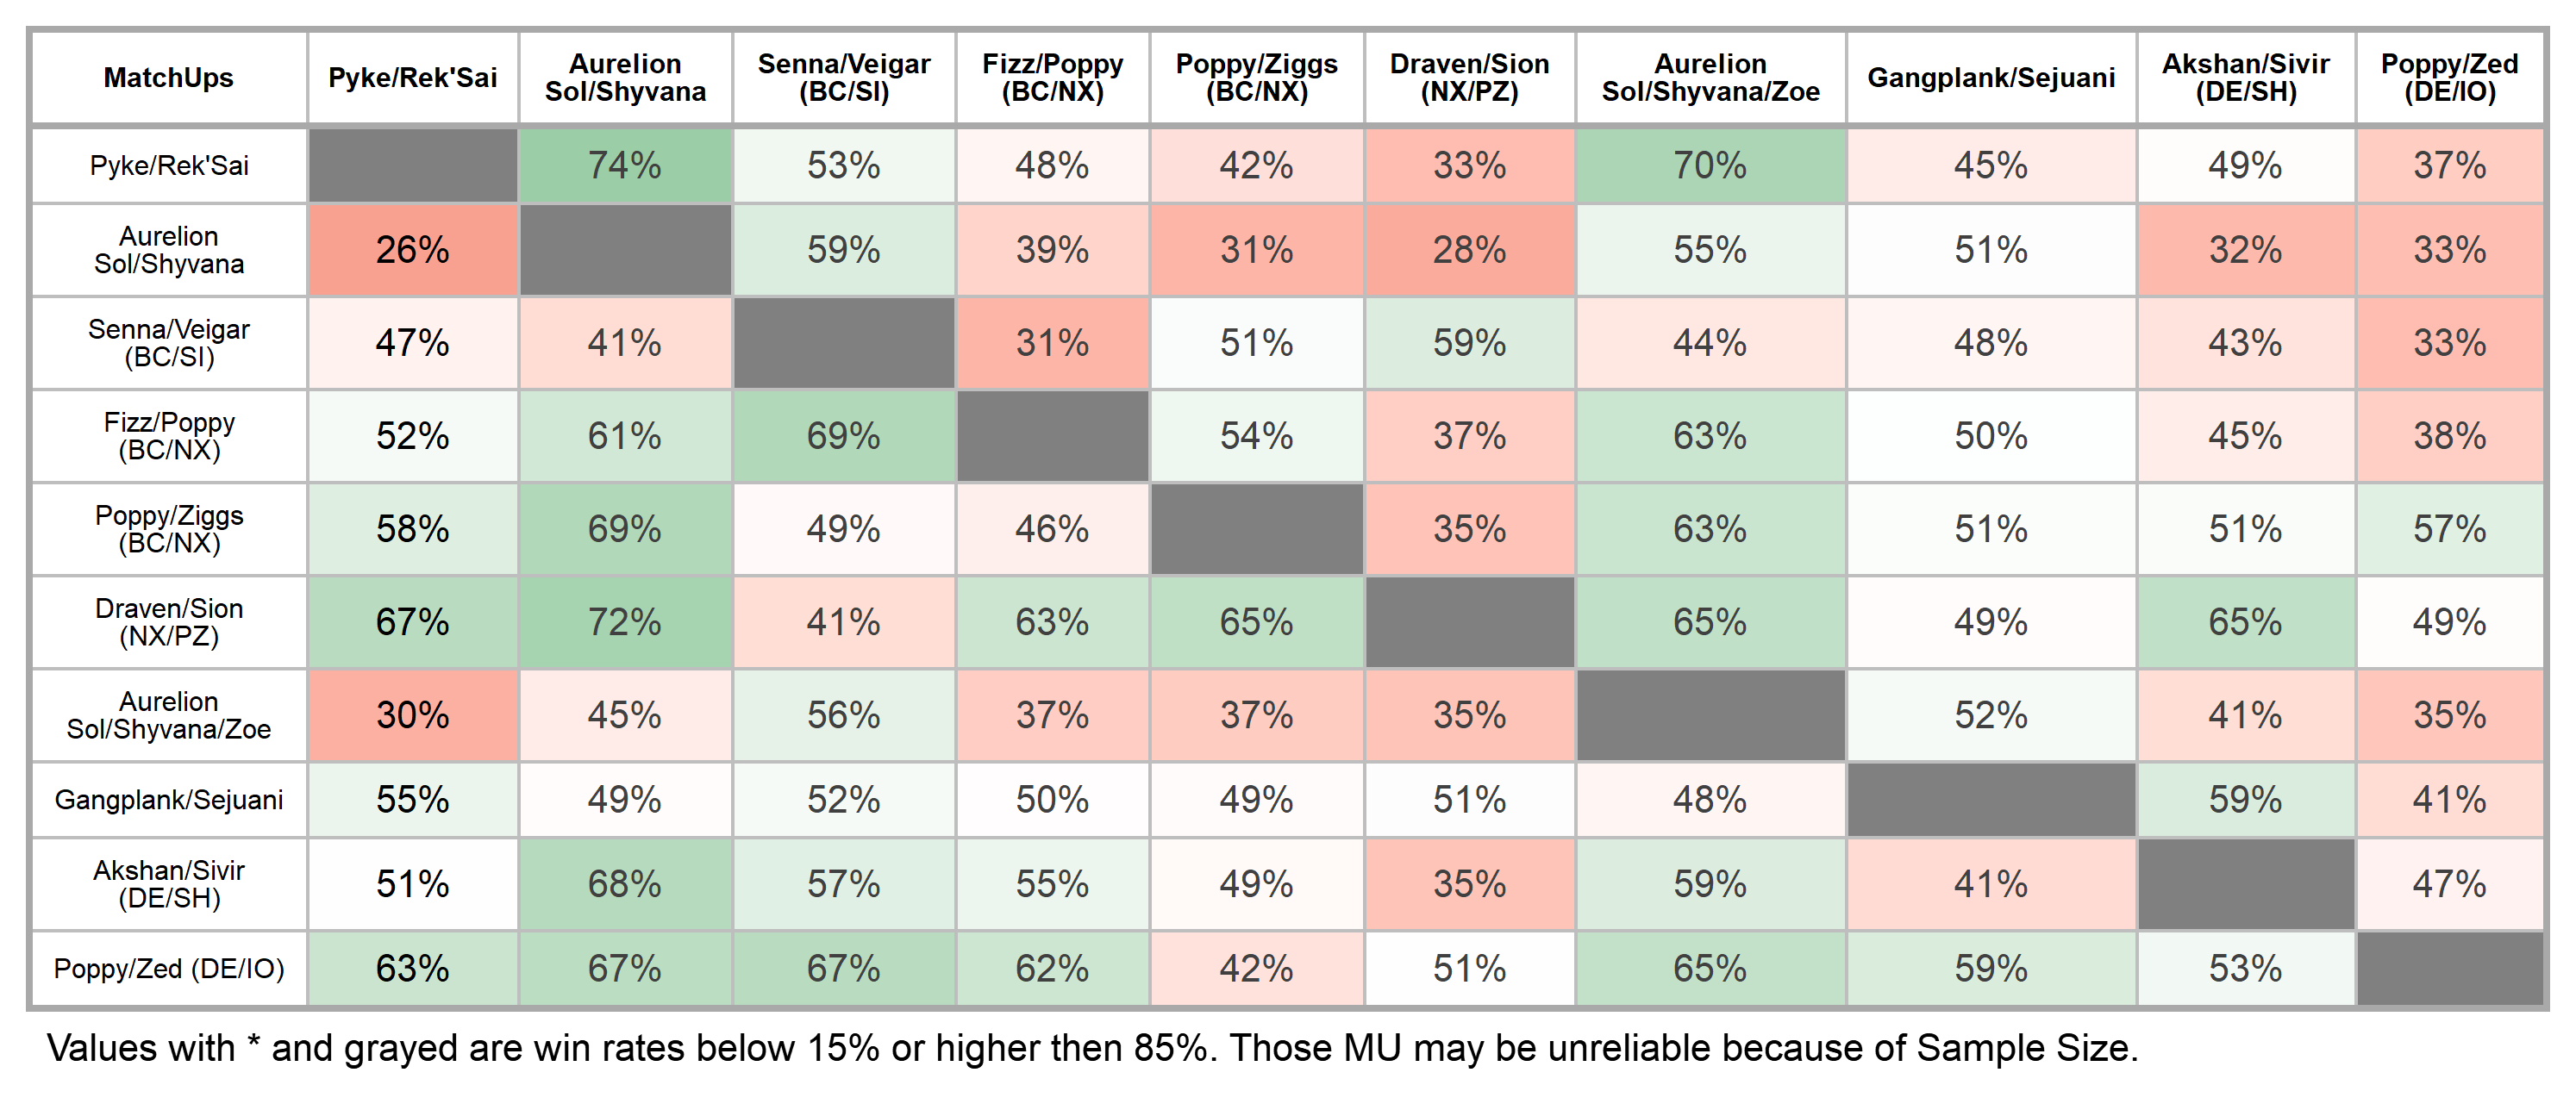 MatchUps Pyke/Rek'Sai Aurelion Sol/Shyvana Senna/Veigar (BC/SI) Fizz/Poppy (BC/NX) Poppy/Ziggs (BC/NX) Draven/Sion (NX/PZ) Aurelion Sol/Shyvana/Zoe Gangplank/Sejuani Akshan/Sivir (DE/SH) Poppy/Zed (DE/IO)
Pyke/Rek'Sai 74% 53% 48% 42% 33% 70% 45% 49% 37%
Aurelion Sol/Shyvana 26% 59% 39% 31% 28% 55% 51% 32% 33%
Senna/Veigar (BC/SI) 47% 41% 31% 51% 59% 44% 48% 43% 33%
Fizz/Poppy (BC/NX) 52% 61% 69% 54% 37% 63% 50% 45% 38%
Poppy/Ziggs (BC/NX) 58% 69% 49% 46% 35% 63% 51% 51% 57%
Draven/Sion (NX/PZ) 67% 72% 41% 63% 65% 65% 49% 65% 49%
Aurelion Sol/Shyvana/Zoe 30% 45% 56% 37% 37% 35% 52% 41% 35%
Gangplank/Sejuani 55% 49% 52% 50% 49% 51% 48% 59% 41%
Akshan/Sivir (DE/SH) 51% 68% 57% 55% 49% 35% 59% 41% 47%
Poppy/Zed (DE/IO) 63% 67% 67% 62% 42% 51% 65% 59% 53%
Values with * and grayed are win rates below 15% or higher then 85%. Those MU may be unreliable because of Sample Size.